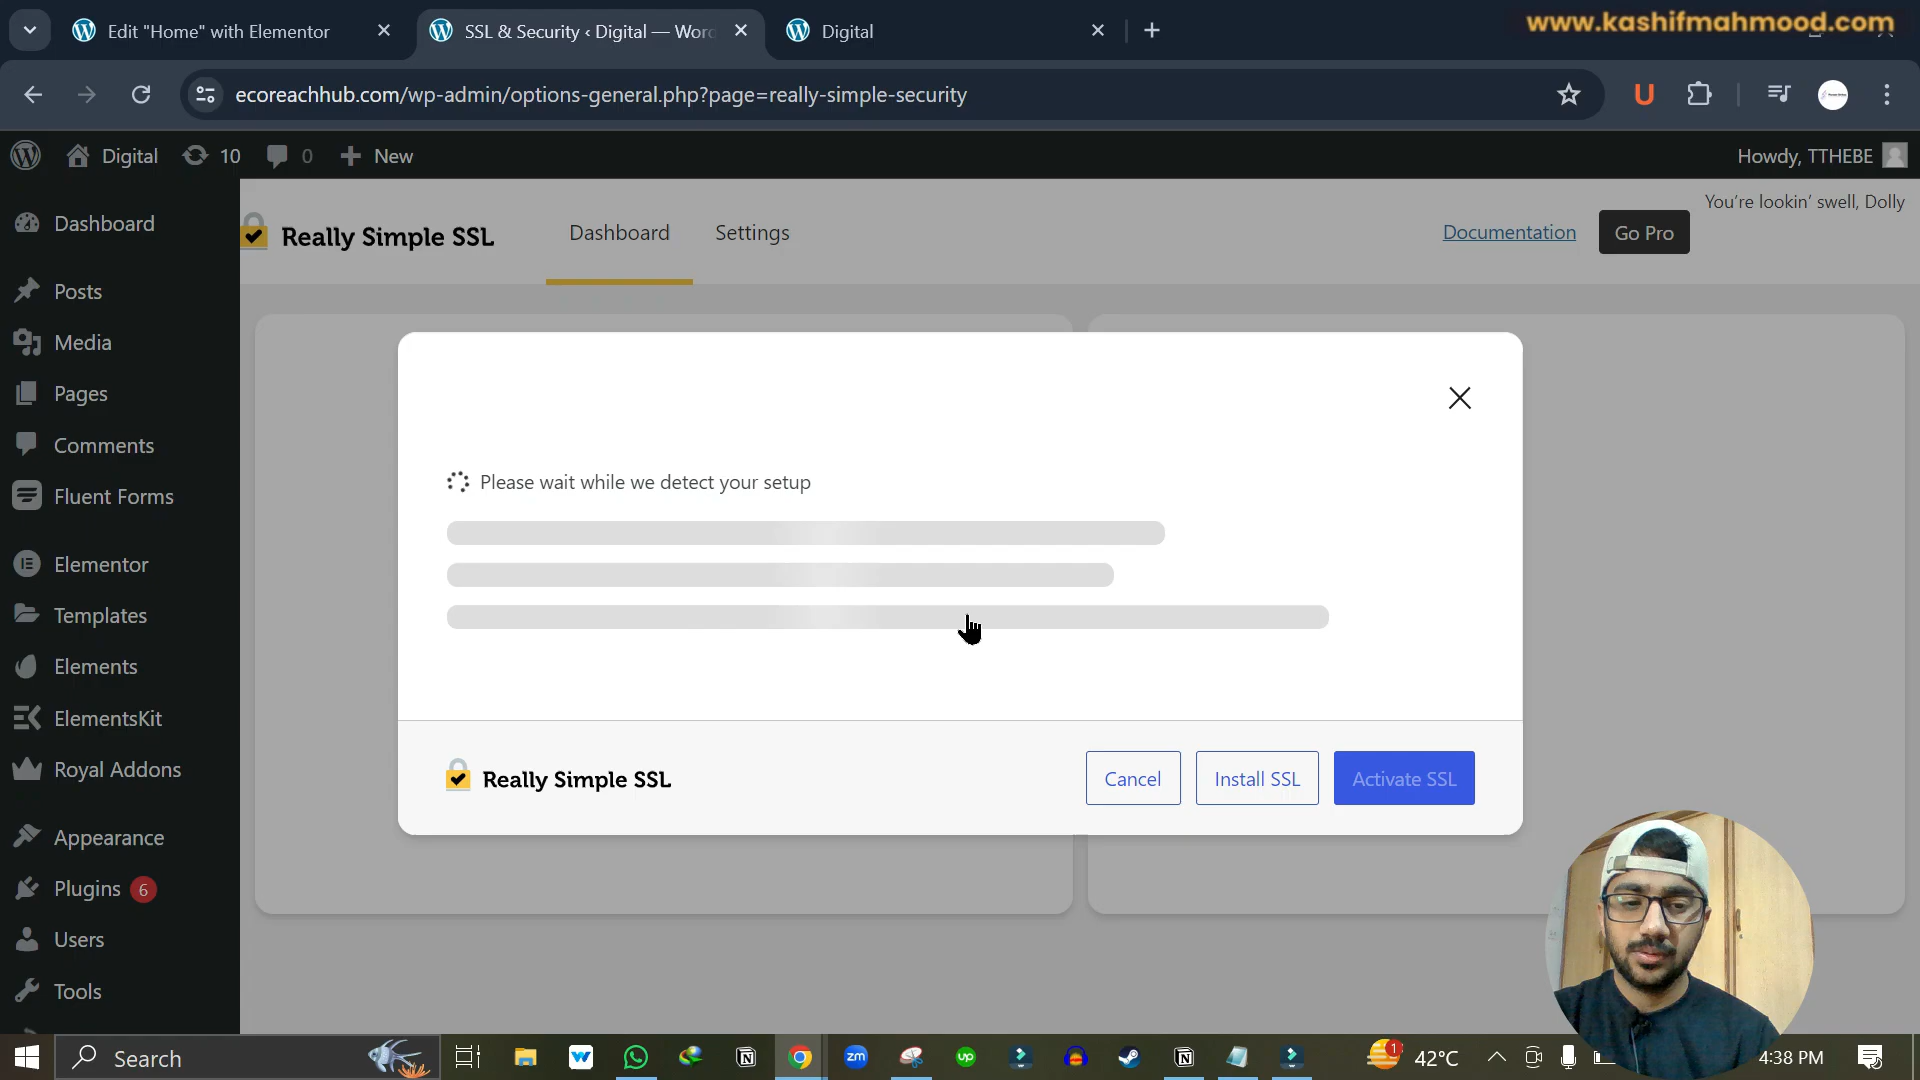 www.kashifmahmood.com
Edit "Home" with Elementor
SSL & Security ‹ Digital — Word
Digital
ecoreachhub.com/wp-admin/options-general.php?page=really-simple-security
U
Digital
10
0
New
Howdy, TTHEBE
You're lookin' swell, Dolly
Really Simple SSL
Dashboard
Settings
Documentation
Go Pro
Dashboard
Posts
Media
Pages
Comments
Fluent Forms
Elementor
Templates
Elements
ElementsKit
Royal Addons
Appearance
Plugins 6
Users
Tools
Please wait while we detect your setup
Really Simple SSL
Cancel
Install SSL
Activate SSL
Search
zm
up
1
42°C
4:38 PM